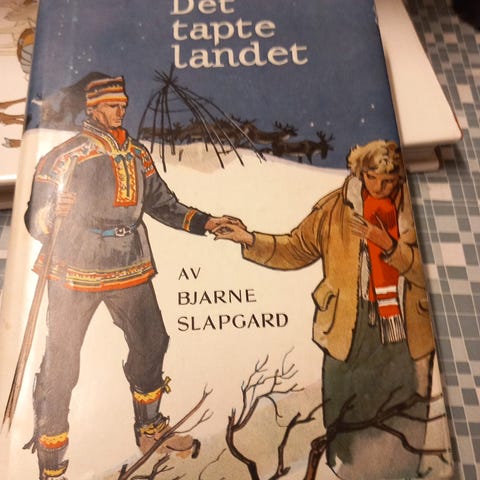 Det
tapte
landet
AV
BJARNE
SLAPGARD